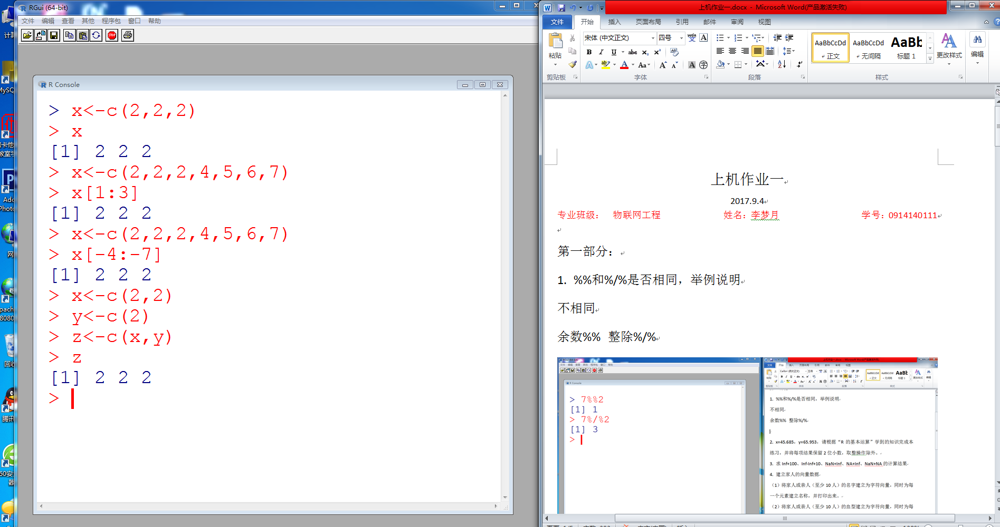 RGui (64-bit)
文件 编辑 查看 其他 程序包 窗口 帮助
STOP
R Console
> x<-c(2,2,2)
> x
[1] 2 2 2
> x<-c(2,2,2,4,5,6,7)
> x[1:3]
[1] 2 2 2
> x<-c(2,2,2,4,5,6,7)
> x[-4:-7]
[1] 2 2 2
> x<-c(2,2)
> y<-c(2)
> z<-c(x,y)
> z
[1] 2 2 2
>
上机作业一.docx - Microsoft Word(产品激活失败)
文件 开始 插入 页面布局 引用 邮件 审阅 视图
宋体 (中文正文) 四号
粘贴
剪贴板 字体 段落 样式
AaBbCcDd AaBbCcDd AaBb
正文 无间隔 标题 1 更改样式 编辑
上机作业一
2017.9.4
专业班级： 物联网工程 姓名：李梦月 学号：0914140111
第一部分：
1. %%和%/%是否相同，举例说明
不相同
余数%% 整除%/%
R Console
> 7%%2
[1] 1
> 7%/%2
[1] 3
>
1. %%和%/%是否相同，举例说明
不相同
余数%% 整除%/%
2. x=45.685，y=65.953，请根据“R 的基本运算”学到的知识完成本
练习，并将每项结果保留 2 位小数，取整操作除外。
3. 求 Inf+100、Inf-Inf+10、NaN+Inf、NA+Inf、NaN+NA 的计算结果
4. 建立家人的向量数据
（1）将家人或亲人（至少 10 人）的名字建立为字符向量，同时为每
一个元素建立名称，并打印出来。
（2）将家人或亲人（至少 10 人）的血型建立为字符向量，同时为每